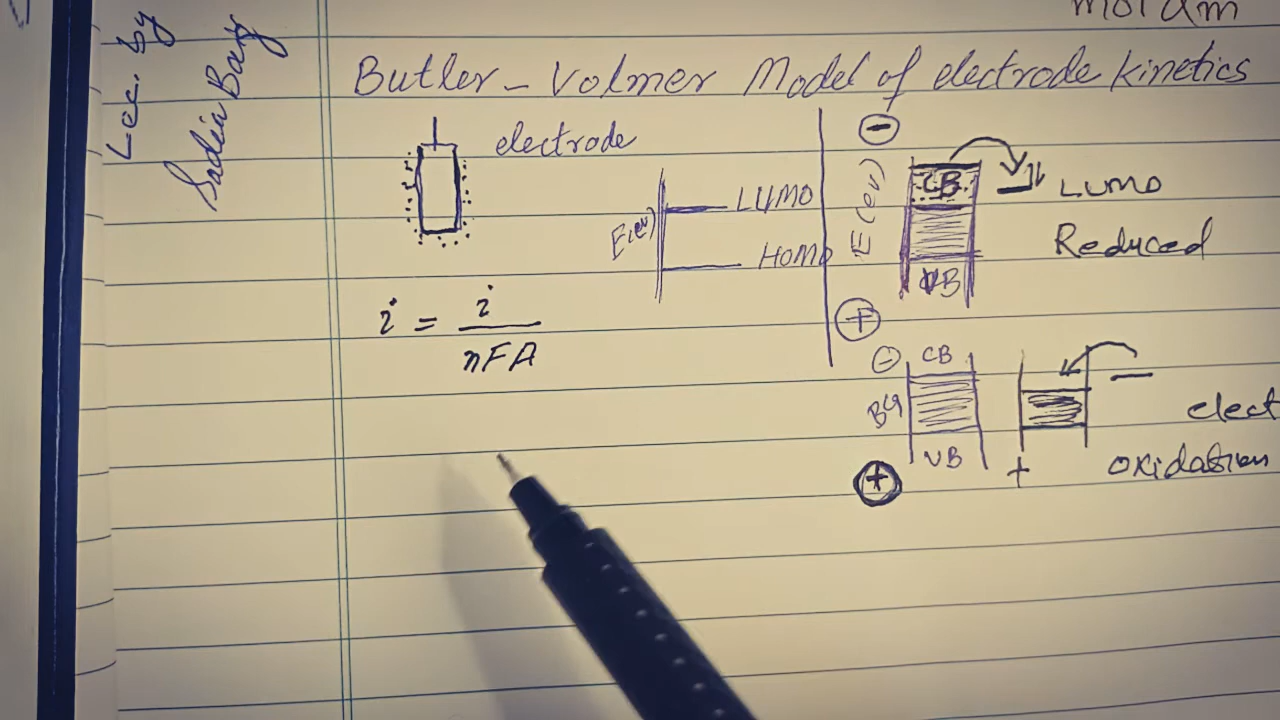 mol dm
Lec. by
Sadia Barg
Butler - Volmer Model of electrode kinetics
electrode
E(ev)
LUMO
HOMO
i = i / nFA
−
E(ev)
CB
VB
+
LUMO
Reduced
−
CB
VB
+
+
elect
oxidation